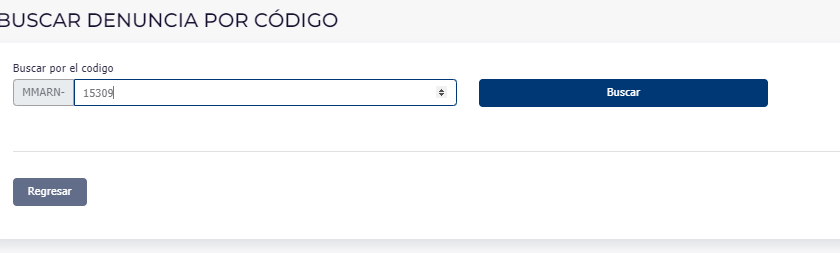 BUSCAR DENUNCIA POR CÓDIGO
Buscar por el codigo
MMARN- 15309 Buscar
Regresar